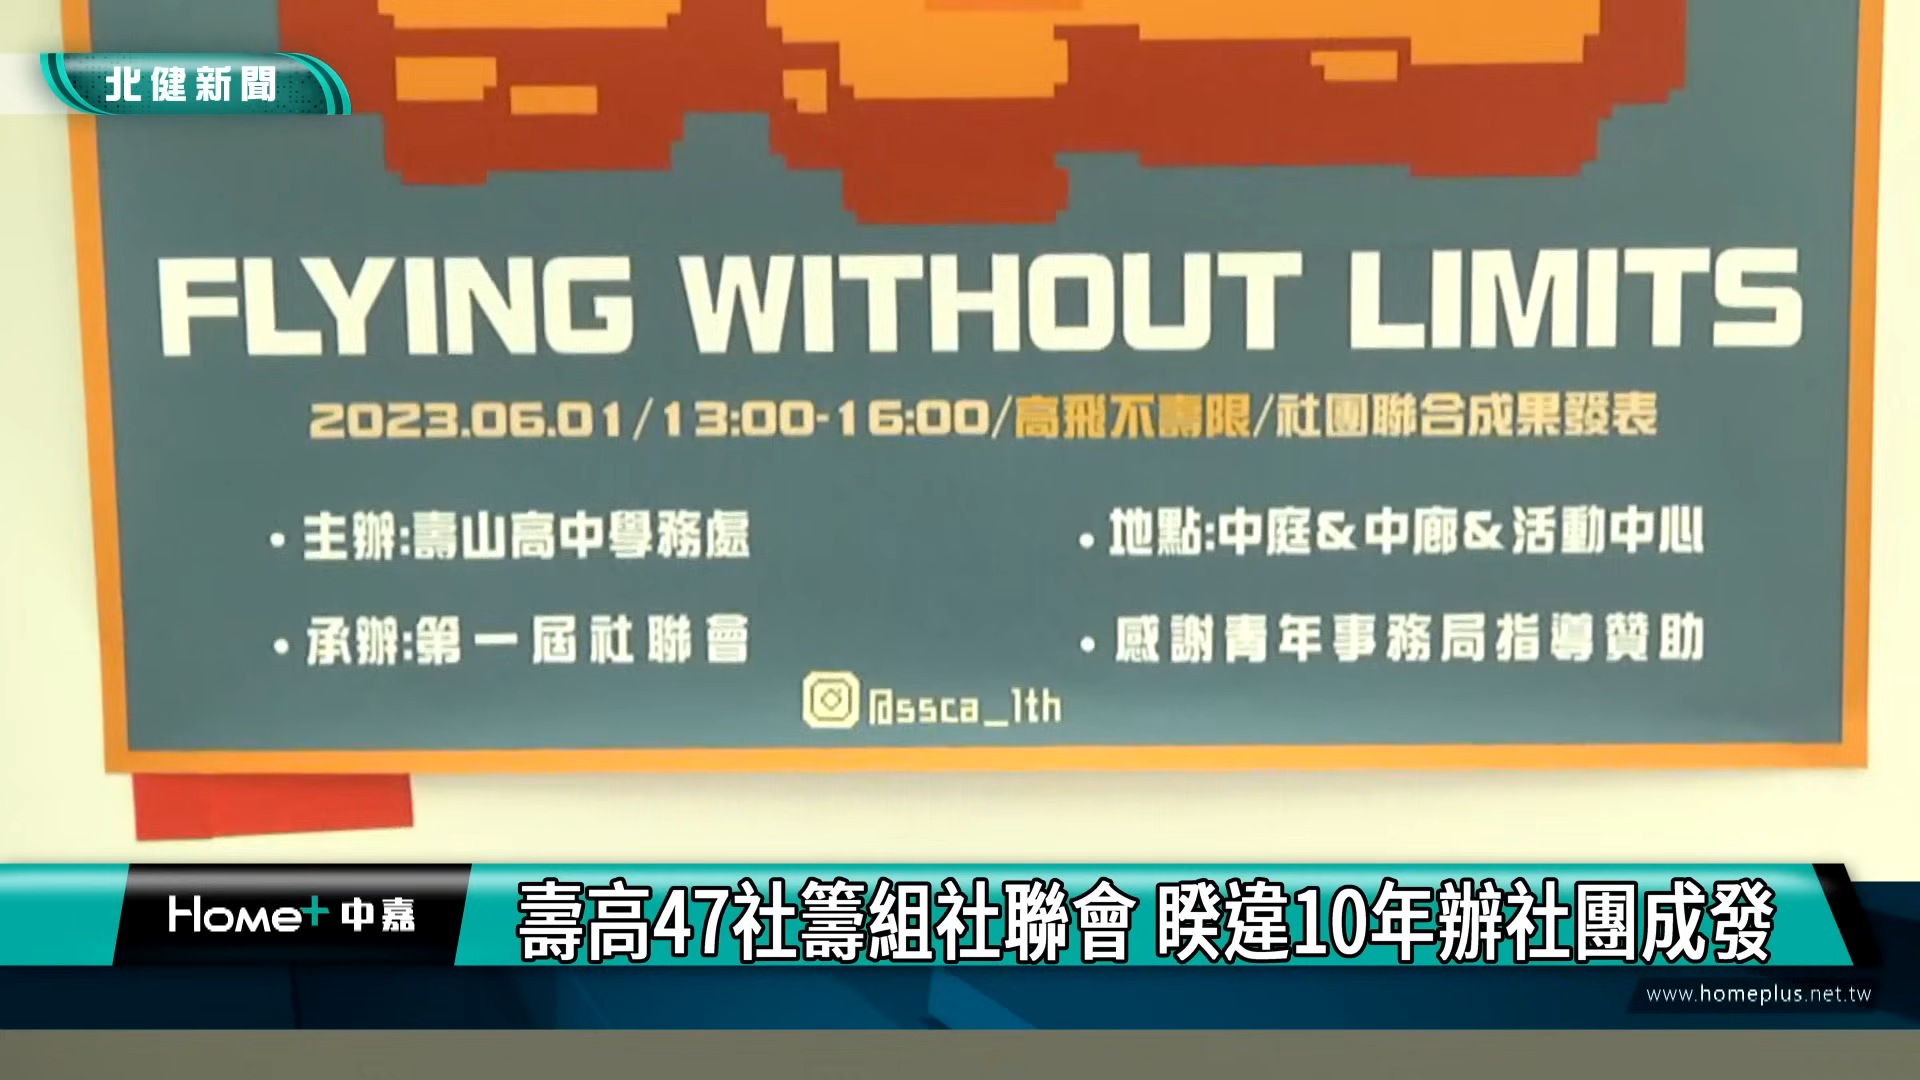 北健新聞
FLYING WITHOUT LIMITS
2023.06.01/13:00-16:00/高飛不壽限/社團聯合成果發表
•主辦:壽山高中學務處
•地點:中庭&中廊&活動中心
•承辦:第一屆社聯會
•感謝青年事務局指導贊助
@ssca_1th
Home+中嘉
壽高47社籌組社聯會 睽違10年辦社團成發
www.homeplus.net.tw